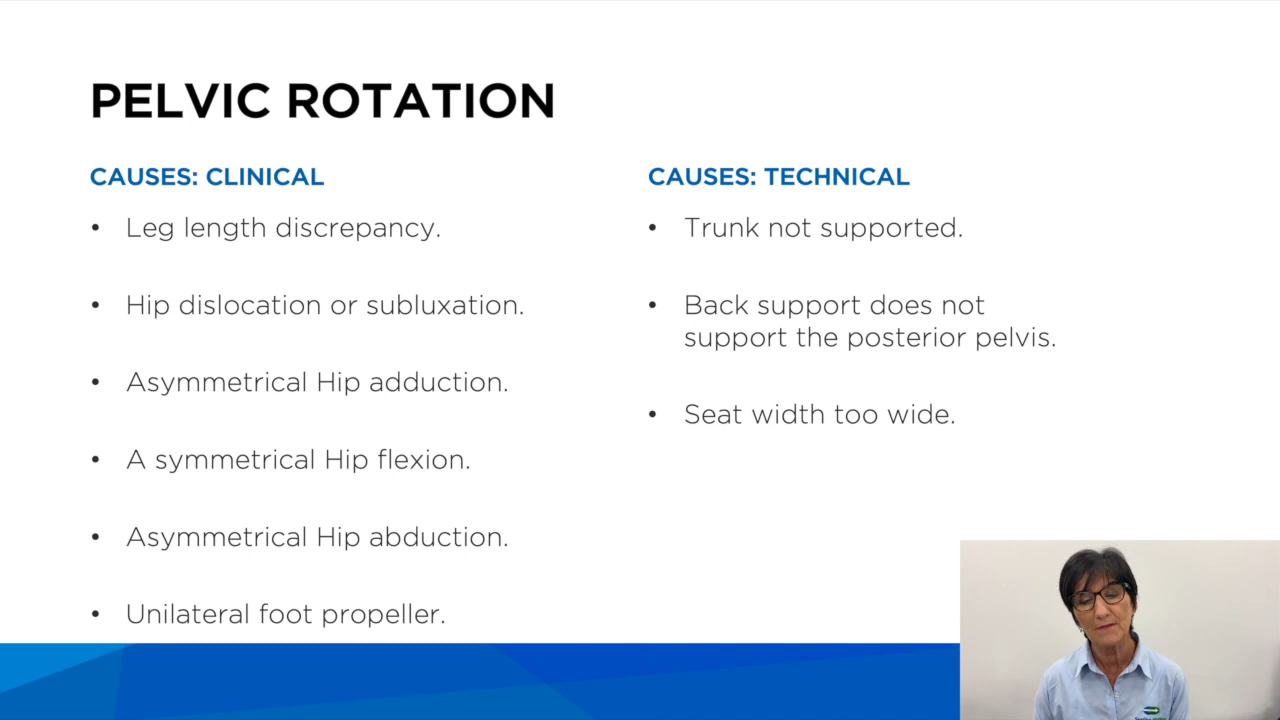 PELVIC ROTATION
CAUSES: CLINICAL
• Leg length discrepancy.
• Hip dislocation or subluxation.
• Asymmetrical Hip adduction.
• A symmetrical Hip flexion.
• Asymmetrical Hip abduction.
• Unilateral foot propeller.
CAUSES: TECHNICAL
• Trunk not supported.
• Back support does not
support the posterior pelvis.
• Seat width too wide.